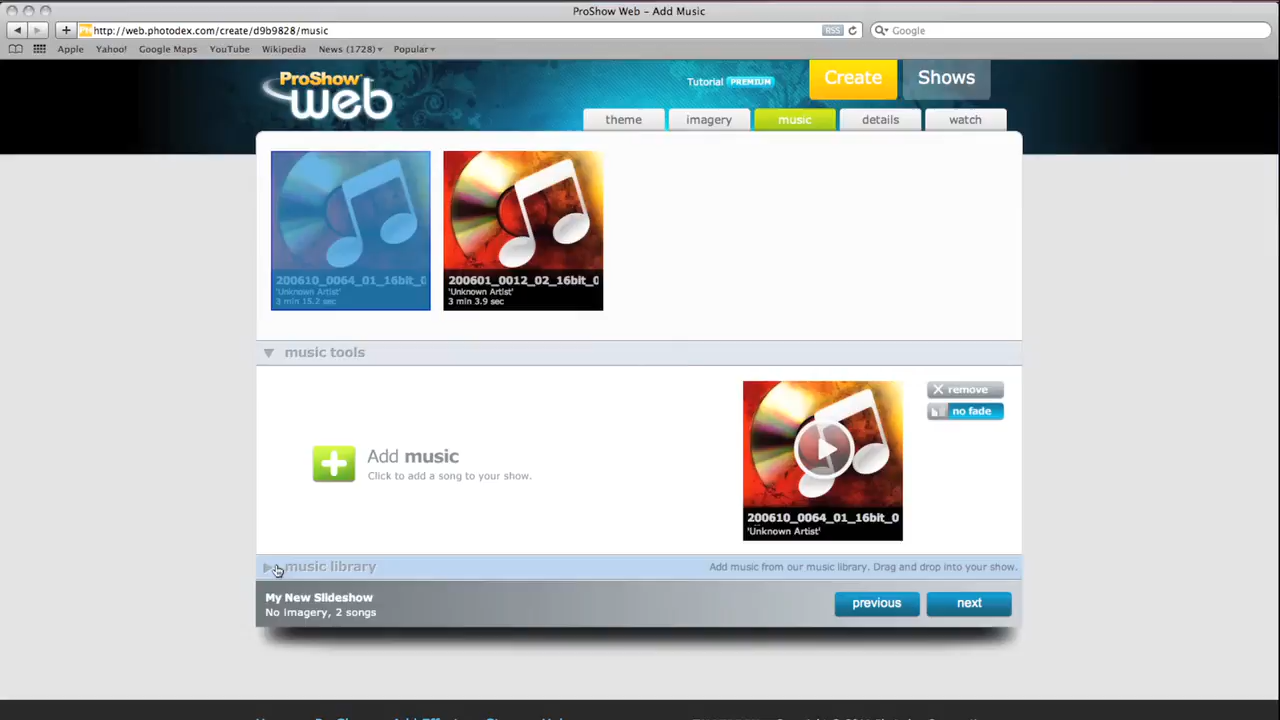 ProShow Web - Add Music
http://web.photodex.com/create/d9b9828/music
RSS
Google
Apple Yahoo! Google Maps YouTube Wikipedia News (1728) Popular
ProShow web
Tutorial PREMIUM
Create Shows
theme imagery music details watch
200610_0064_01_16bit_0 200601_0012_02_16bit_0
'Unknown Artist' 'Unknown Artist'
3 min 15.2 sec 3 min 3.9 sec
music tools
remove
no fade
Add music
Click to add a song to your show.
200610_0064_01_16bit_0
'Unknown Artist'
music library
Add music from our music library. Drag and drop into your show.
My New Slideshow
No imagery, 2 songs
previous next